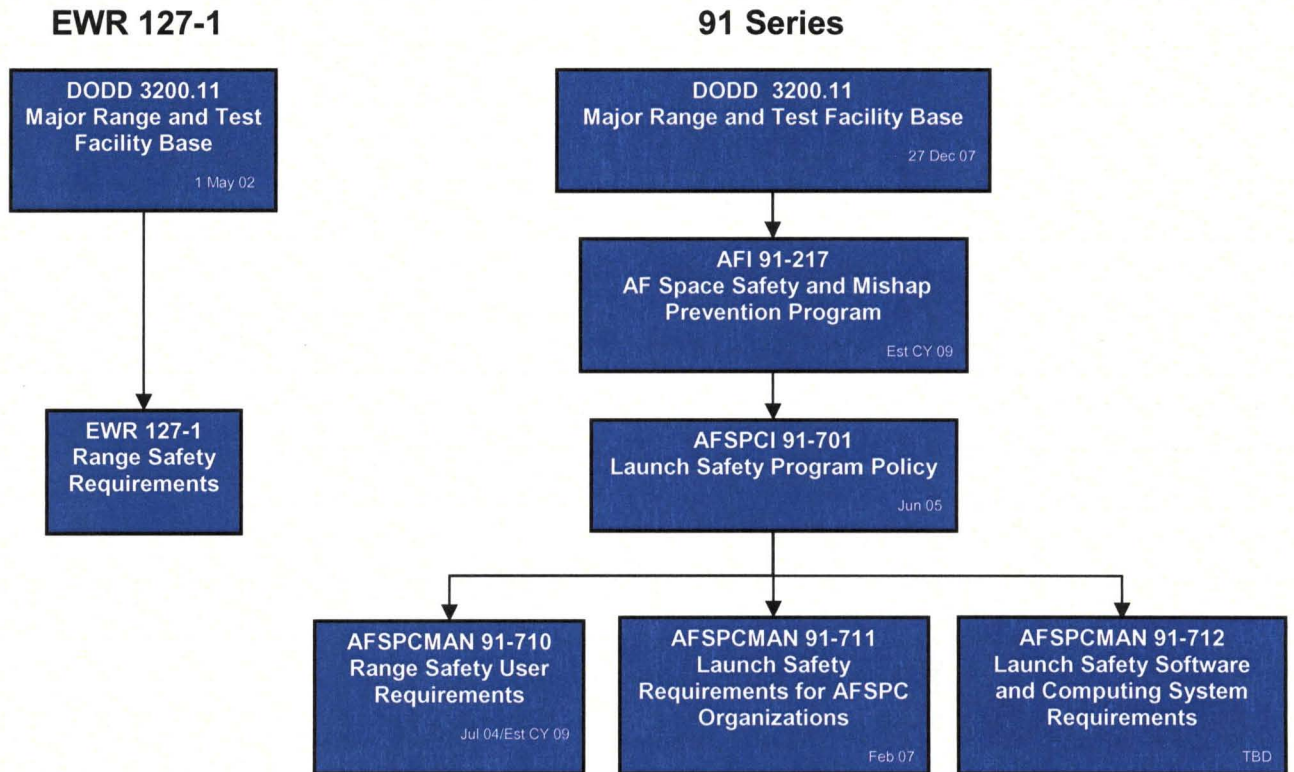 EWR 127-1
DODD 3200.11
Major Range and Test
Facility Base
1 May 02
EWR 127-1
Range Safety
Requirements
91 Series
DODD 3200.11
Major Range and Test Facility Base
27 Dec 07
AFI 91-217
AF Space Safety and Mishap
Prevention Program
Est CY 09
AFSPCI 91-701
Launch Safety Program Policy
Jun 05
AFSPCMAN 91-710
Range Safety User
Requirements
Jul 04/Est CY 09
AFSPCMAN 91-711
Launch Safety
Requirements for AFSPC
Organizations
Feb 07
AFSPCMAN 91-712
Launch Safety Software
and Computing System
Requirements
TBD